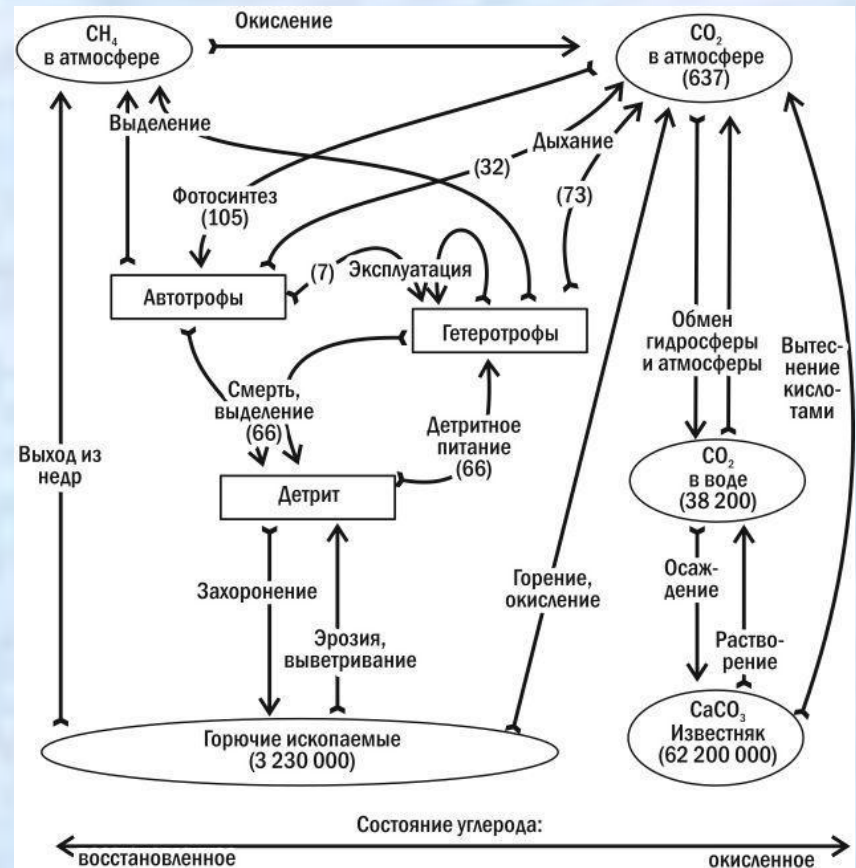 Окисление
CH₄
в атмосфере
CO₂
в атмосфере
(637)
Выделение
Дыхание
(32)
(73)
Фотосинтез
(105)
(7)
Эксплуатация
Автотрофы
Гетеротрофы
Обмен
гидросферы
и атмосферы
Вытес-
нение
кисло-
тами
Смерть,
выделение
(66)
Детритное
питание
(66)
Выход из
недр
CO₂
в воде
(38 200)
Детрит
Захоронение
Горение,
окисление
Осаж-
дение
Эрозия,
выветривание
Раство-
рение
Горючие ископаемые
(3 230 000)
CaCO₃
Известняк
(62 200 000)
Состояние углерода:
восстановленное
окисленное